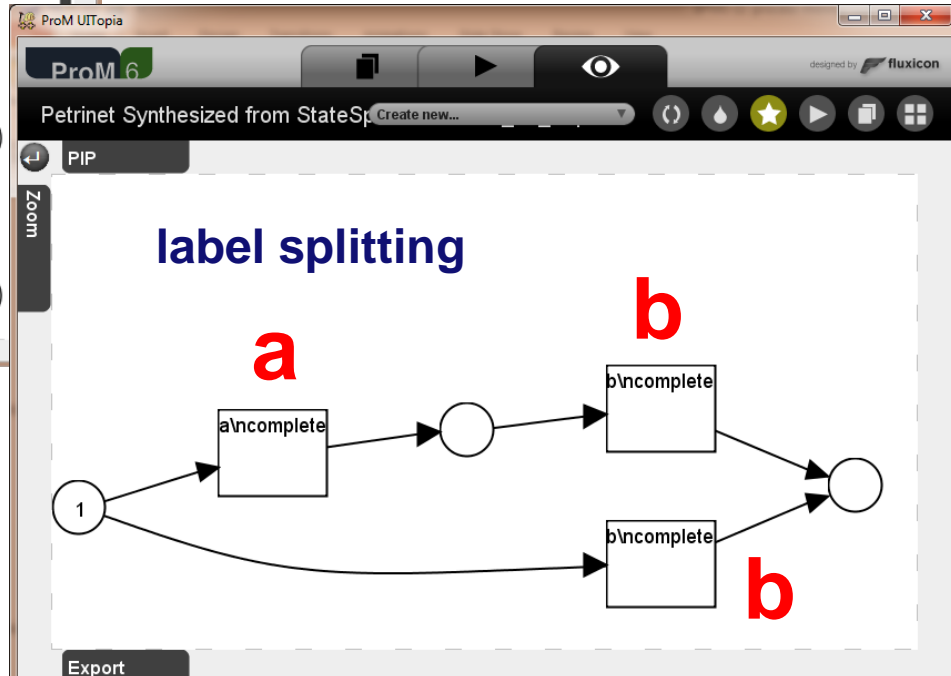 ProM UITopia
ProM 6
designed by fluxicon
Petrinet Synthesized from StateSp
Create new...
PIP
Zoom
label splitting
a
b
a\ncomplete
b\ncomplete
1
b\ncomplete
b
Export